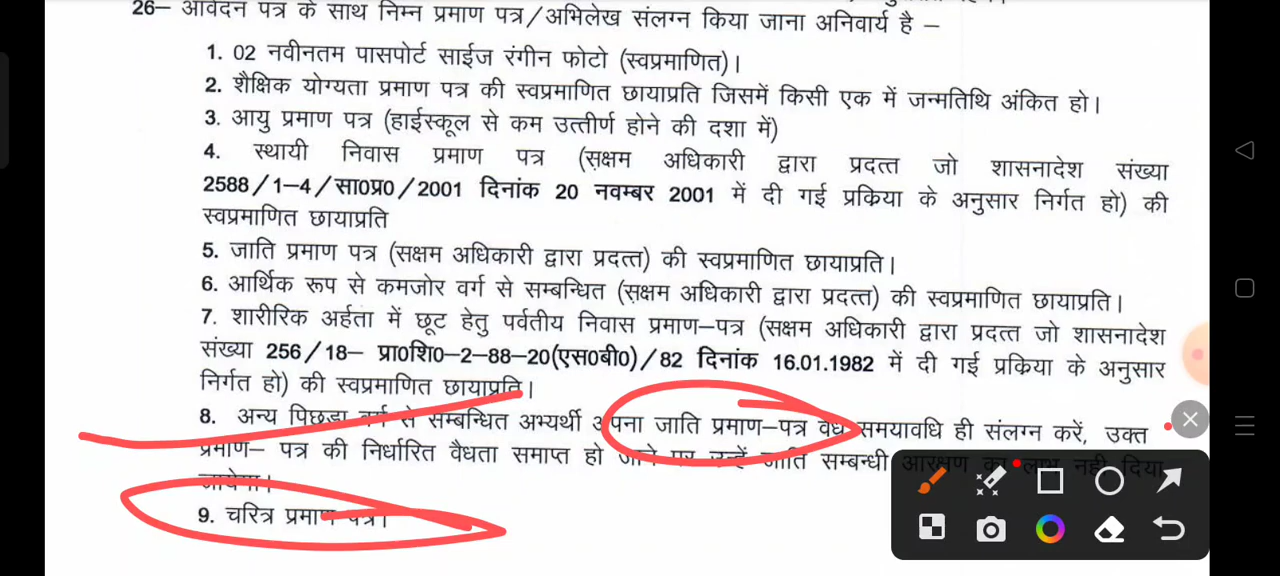 26– आवेदन पत्र के साथ निम्न प्रमाण पत्र/अभिलेख संलग्न किया जाना अनिवार्य है –
1. 02 नवीनतम पासपोर्ट साईज रंगीन फोटो (स्वप्रमाणित)।
2. शैक्षिक योग्यता प्रमाण पत्र की स्वप्रमाणित छायाप्रति जिसमें किसी एक में जन्मतिथि अंकित हो।
3. आयु प्रमाण पत्र (हाईस्कूल से कम उत्तीर्ण होने की दशा में)
4. स्थायी निवास प्रमाण पत्र (सक्षम अधिकारी द्वारा प्रदत्त जो शासनादेश संख्या
2588/1–4/सा0प्र0/2001 दिनांक 20 नवम्बर 2001 में दी गई प्रकिया के अनुसार निर्गत हो) की
स्वप्रमाणित छायाप्रति
5. जाति प्रमाण पत्र (सक्षम अधिकारी द्वारा प्रदत्त) की स्वप्रमाणित छायाप्रति।
6. आर्थिक रूप से कमजोर वर्ग से सम्बन्धित (सक्षम अधिकारी द्वारा प्रदत्त) की स्वप्रमाणित छायाप्रति।
7. शारीरिक अर्हता में छूट हेतु पर्वतीय निवास प्रमाण–पत्र (सक्षम अधिकारी द्वारा प्रदत्त जो शासनादेश
संख्या 256/18– प्रा0शि0–2–88–20(एस0बी0)/82 दिनांक 16.01.1982 में दी गई प्रकिया के अनुसार
निर्गत हो) की स्वप्रमाणित छायाप्रति।
8. अन्य पिछड़ा वर्ग से सम्बन्धित अभ्यर्थी अपना जाति प्रमाण–पत्र वैध समयावधि ही संलग्न करें, उक्त
प्रमाण– पत्र की निर्धारित वैधता समाप्त हो जाने पर उन्हें जाति सम्बन्धी आरक्षण का लाभ नही दिया
जायेगा।
9. चरित्र प्रमाण पत्र।